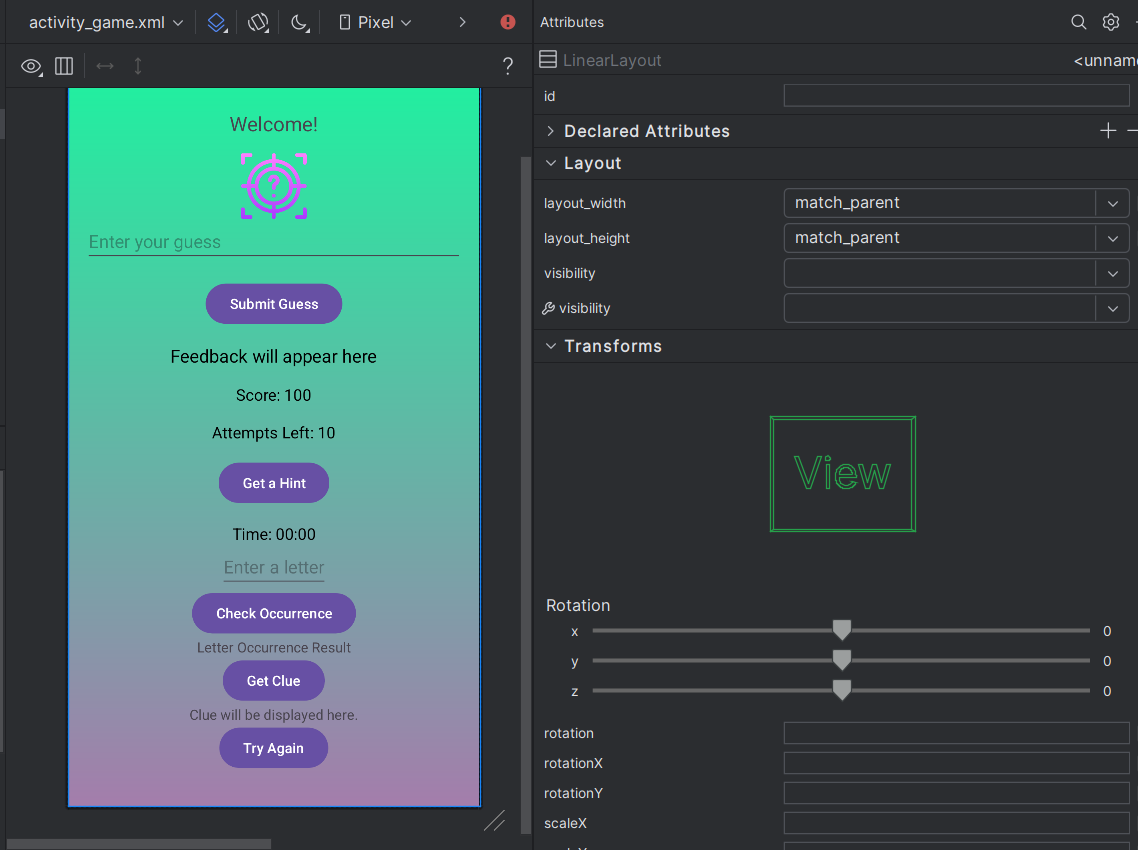 activity_game.xml
Pixel
Attributes
?
LinearLayout
<unnam
id
Declared Attributes
Layout
layout_width match_parent
layout_height match_parent
visibility
visibility
Transforms
View
Rotation
x 0
y 0
z 0
rotation
rotationX
rotationY
scaleX
Welcome!
?
Enter your guess
Submit Guess
Feedback will appear here
Score: 100
Attempts Left: 10
Get a Hint
Time: 00:00
Enter a letter
Check Occurrence
Letter Occurrence Result
Get Clue
Clue will be displayed here.
Try Again